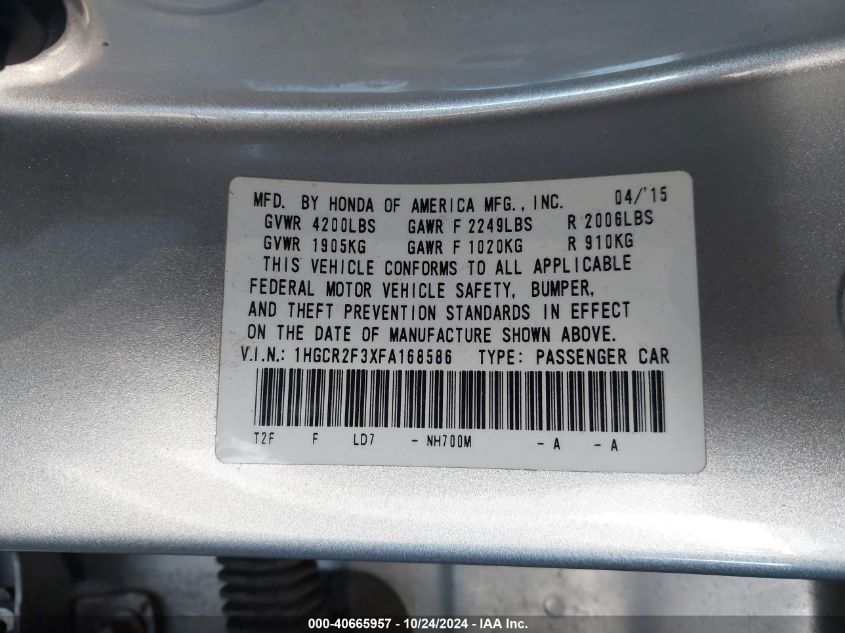 MFD. BY HONDA OF AMERICA MFG., INC. 04/'15
GVWR 4200LBS GAWR F 2249LBS R 2006LBS
GVWR 1905KG GAWR F 1020KG R 910KG
THIS VEHICLE CONFORMS TO ALL APPLICABLE
FEDERAL MOTOR VEHICLE SAFETY, BUMPER,
AND THEFT PREVENTION STANDARDS IN EFFECT
ON THE DATE OF MANUFACTURE SHOWN ABOVE.
V.I.N.: 1HGCR2F3XFA168586 TYPE: PASSENGER CAR
T2F F LD7 - NH700M - A - A
000-40665957 - 10/24/2024 - IAA Inc.